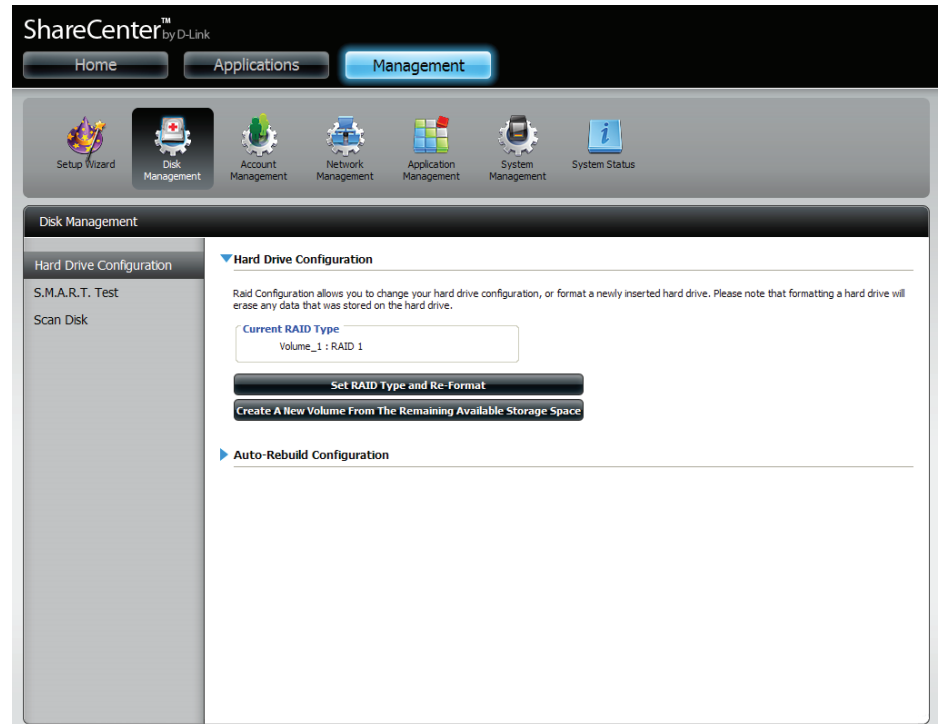 ShareCenter™ by D-Link
Home Applications Management
Setup Wizard
Disk Management
Account Management
Network Management
Application Management
System Management
System Status
Disk Management
Hard Drive Configuration
S.M.A.R.T. Test
Scan Disk
Hard Drive Configuration
Raid Configuration allows you to change your hard drive configuration, or format a newly inserted hard drive. Please note that formatting a hard drive will
erase any data that was stored on the hard drive.
Current RAID Type
Volume_1 : RAID 1
Set RAID Type and Re-Format
Create A New Volume From The Remaining Available Storage Space
Auto-Rebuild Configuration